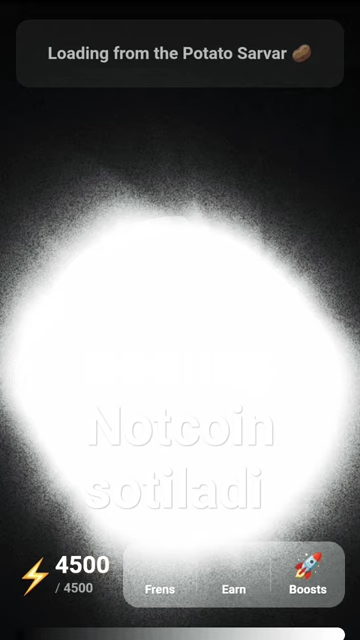 Loading from the Potato Sarvar 🥔
Notcoin
sotiladi
4500
/ 4500
Frens
Earn
Boosts